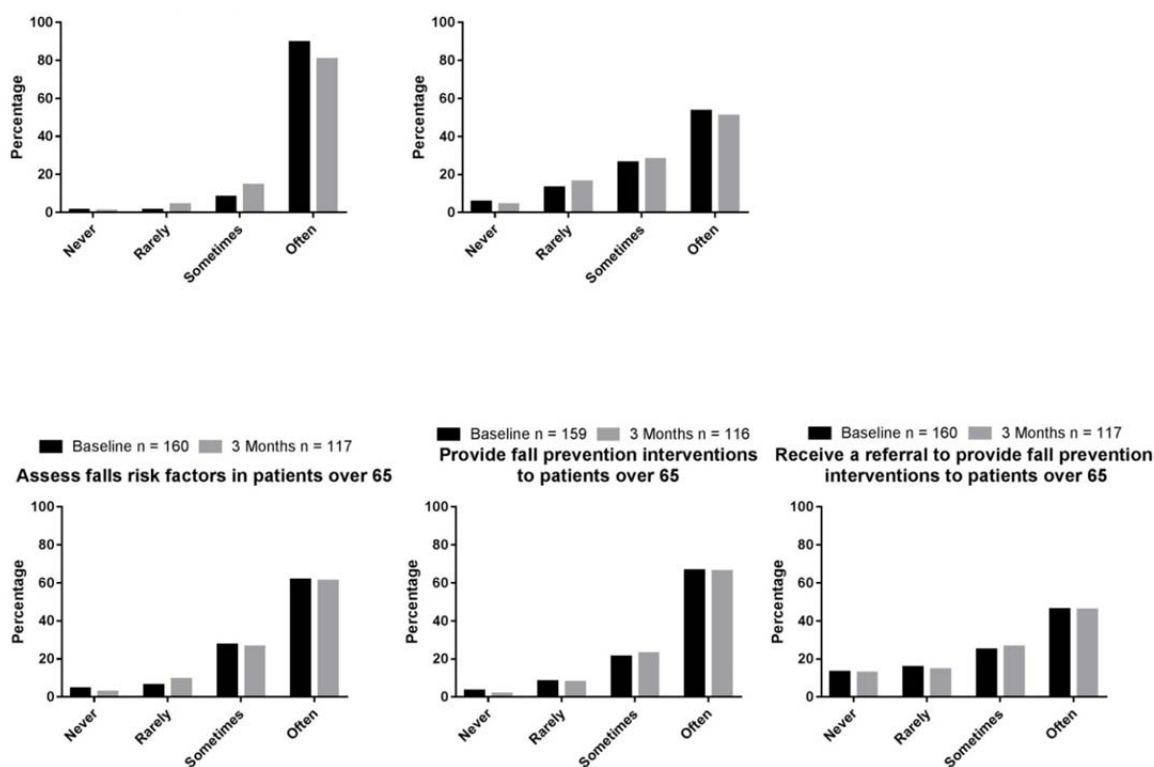 100
80
60
40
20
0
Percentage
Never
Rarely
Sometimes
Often
100
80
60
40
20
0
Percentage
Never
Rarely
Sometimes
Often
Baseline n = 160 3 Months n = 117
Assess falls risk factors in patients over 65
100
80
60
40
20
0
Percentage
Never
Rarely
Sometimes
Often
Baseline n = 159 3 Months n = 116
Provide fall prevention interventions
to patients over 65
100
80
60
40
20
0
Percentage
Never
Rarely
Sometimes
Often
Baseline n = 160 3 Months n = 117
Receive a referral to provide fall prevention
interventions to patients over 65
100
80
60
40
20
0
Percentage
Never
Rarely
Sometimes
Often